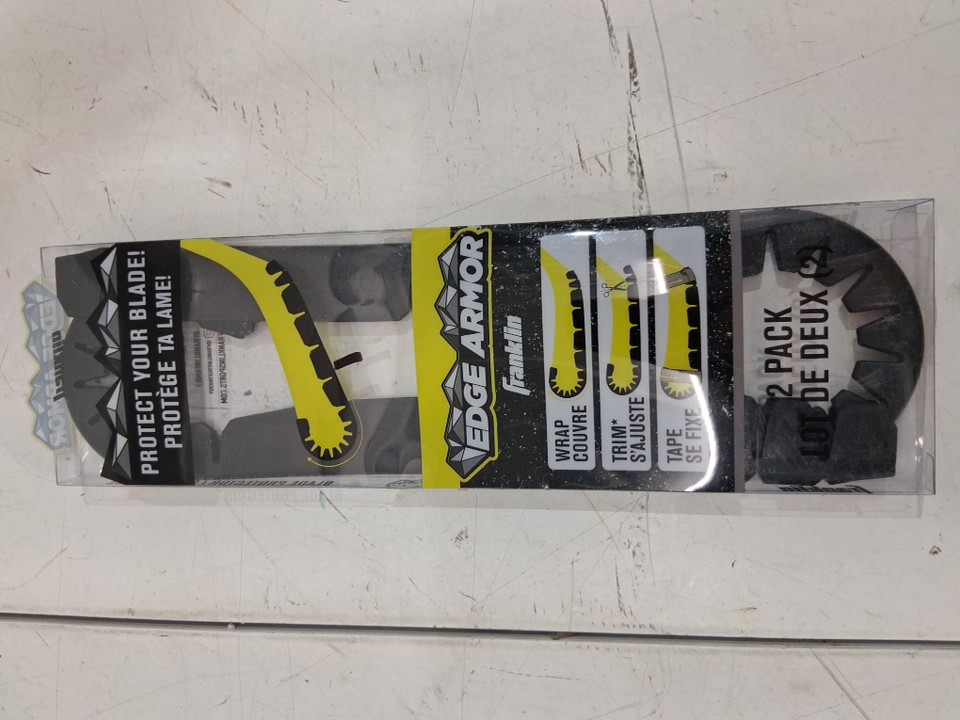 PROTECT YOUR BLADE!
PROTÈGE TA LAME!
EDGE ARMOR
franklin
WRAP
COUVRE
TRIM*
S'AJUSTE
TAPE
SE FIXE
2 PACK
LOT DE DEUX (2)